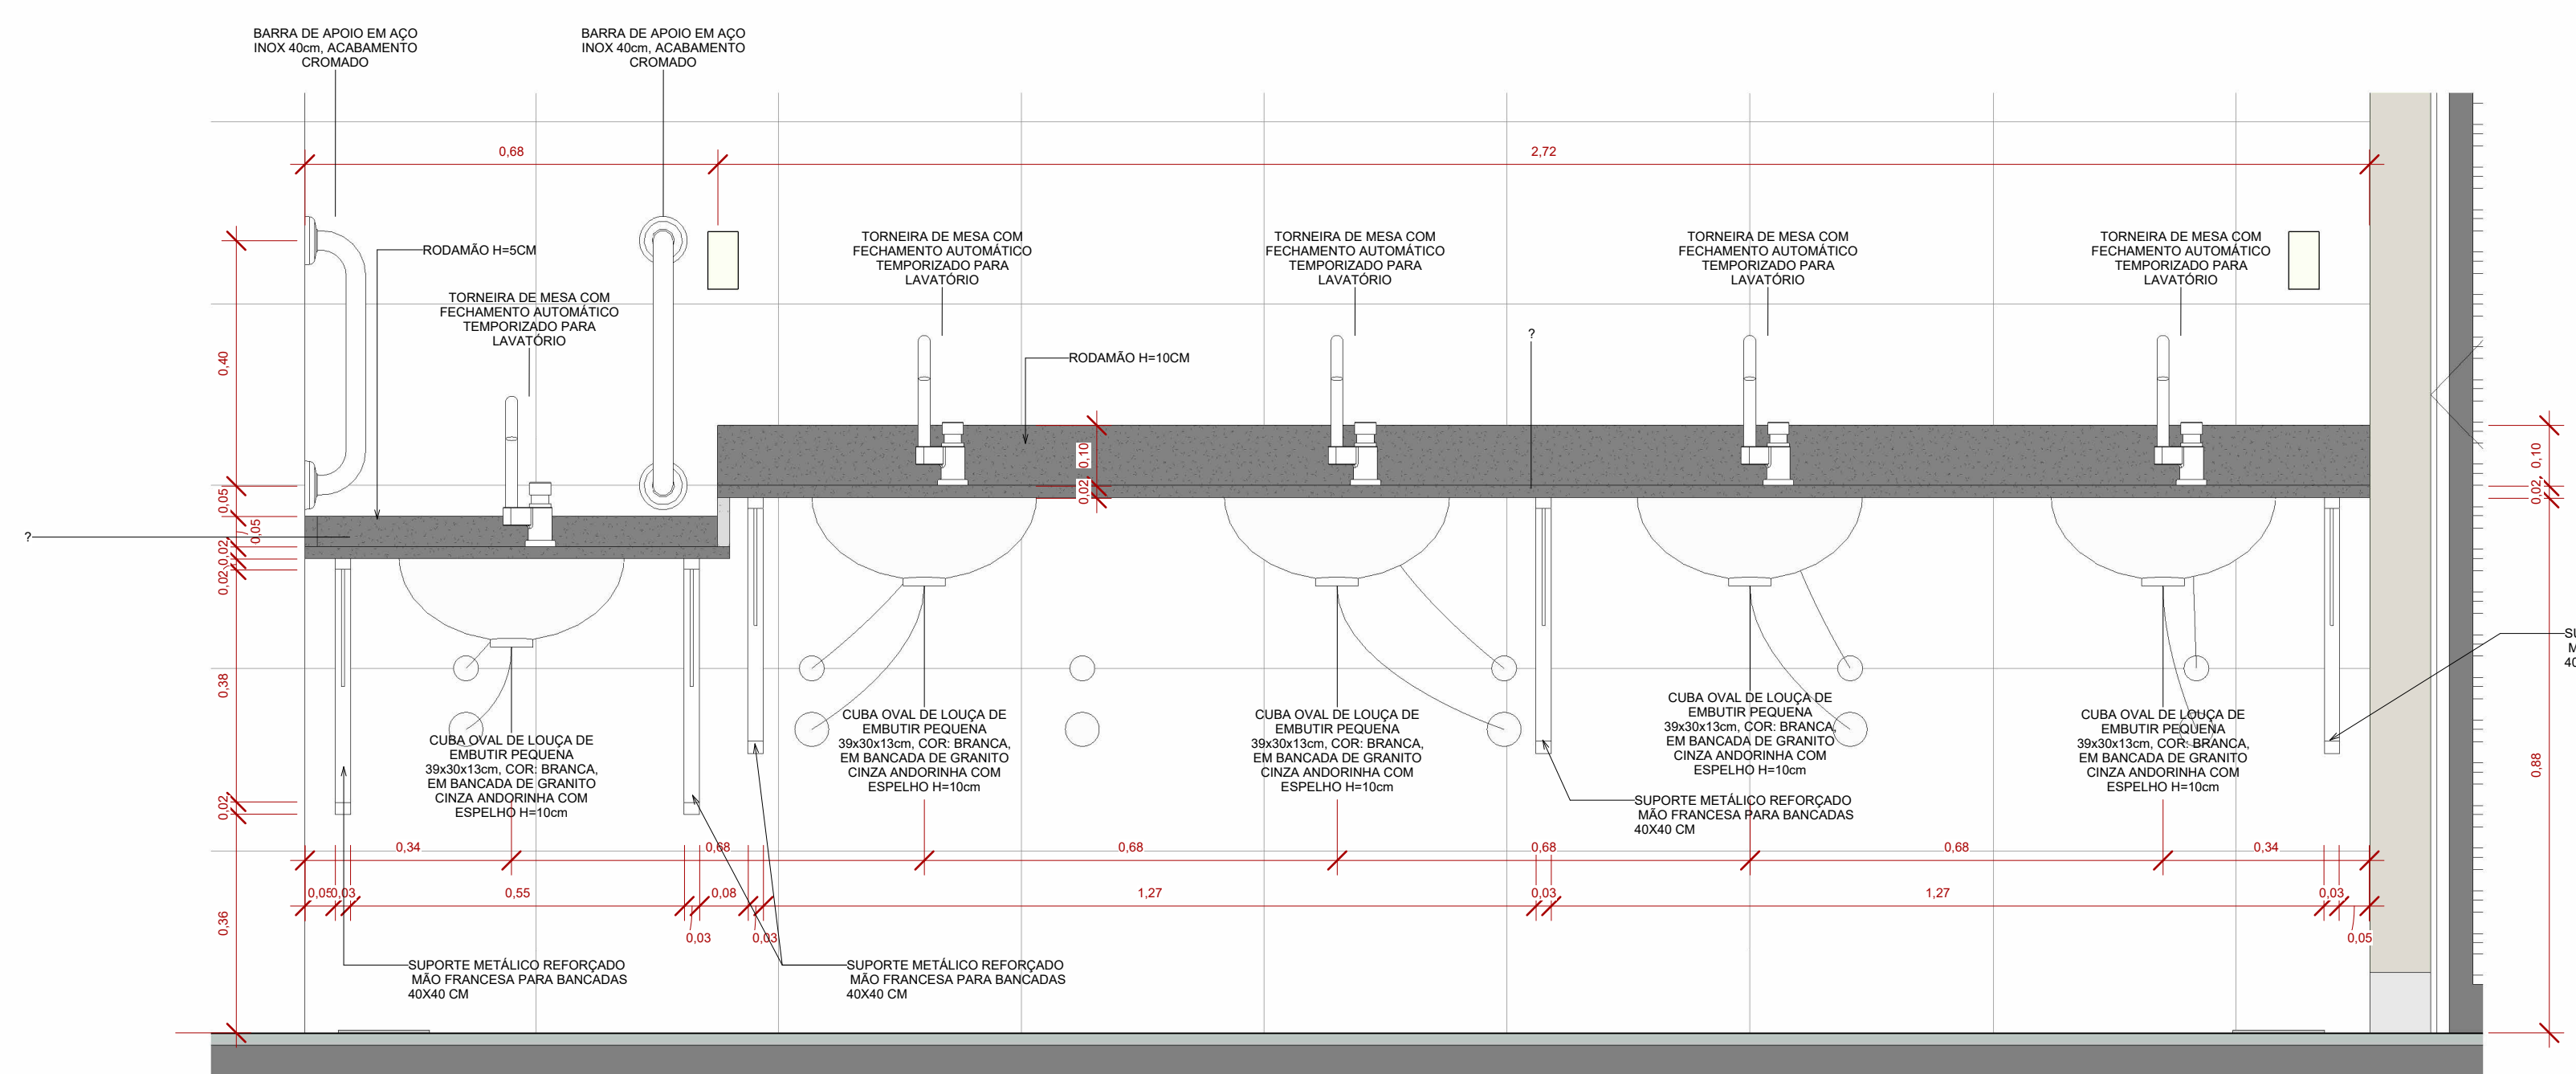 BARRA DE APOIO EM AÇO
INOX 40cm, ACABAMENTO
CROMADO
BARRA DE APOIO EM AÇO
INOX 40cm, ACABAMENTO
CROMADO
0,68
2,72
RODAMÃO H=5CM
TORNEIRA DE MESA COM
FECHAMENTO AUTOMÁTICO
TEMPORIZADO PARA
LAVATÓRIO
TORNEIRA DE MESA COM
FECHAMENTO AUTOMÁTICO
TEMPORIZADO PARA
LAVATÓRIO
TORNEIRA DE MESA COM
FECHAMENTO AUTOMÁTICO
TEMPORIZADO PARA
LAVATÓRIO
TORNEIRA DE MESA COM
FECHAMENTO AUTOMÁTICO
TEMPORIZADO PARA
LAVATÓRIO
TORNEIRA DE MESA COM
FECHAMENTO AUTOMÁTICO
TEMPORIZADO PARA
LAVATÓRIO
?
RODAMÃO H=10CM
0,40
0,05
0,05
0,02
0,02
0,38
0,02
0,36
?
0,10
0,02
0,10
0,02
0,88
CUBA OVAL DE LOUÇA DE
EMBUTIR PEQUENA
39x30x13cm, COR: BRANCA,
EM BANCADA DE GRANITO
CINZA ANDORINHA COM
ESPELHO H=10cm
CUBA OVAL DE LOUÇA DE
EMBUTIR PEQUENA
39x30x13cm, COR: BRANCA,
EM BANCADA DE GRANITO
CINZA ANDORINHA COM
ESPELHO H=10cm
CUBA OVAL DE LOUÇA DE
EMBUTIR PEQUENA
39x30x13cm, COR: BRANCA,
EM BANCADA DE GRANITO
CINZA ANDORINHA COM
ESPELHO H=10cm
CUBA OVAL DE LOUÇA DE
EMBUTIR PEQUENA
39x30x13cm, COR: BRANCA,
EM BANCADA DE GRANITO
CINZA ANDORINHA COM
ESPELHO H=10cm
CUBA OVAL DE LOUÇA DE
EMBUTIR PEQUENA
39x30x13cm, COR: BRANCA,
EM BANCADA DE GRANITO
CINZA ANDORINHA COM
ESPELHO H=10cm
SUPORTE METÁLICO REFORÇADO
MÃO FRANCESA PARA BANCADAS
40X40 CM
0,34
0,68
0,68
0,68
0,68
0,34
0,05
0,03
0,55
0,08
1,27
0,03
1,27
0,03
0,03
0,03
0,05
SUPORTE METÁLICO REFORÇADO
MÃO FRANCESA PARA BANCADAS
40X40 CM
SUPORTE METÁLICO REFORÇADO
MÃO FRANCESA PARA BANCADAS
40X40 CM